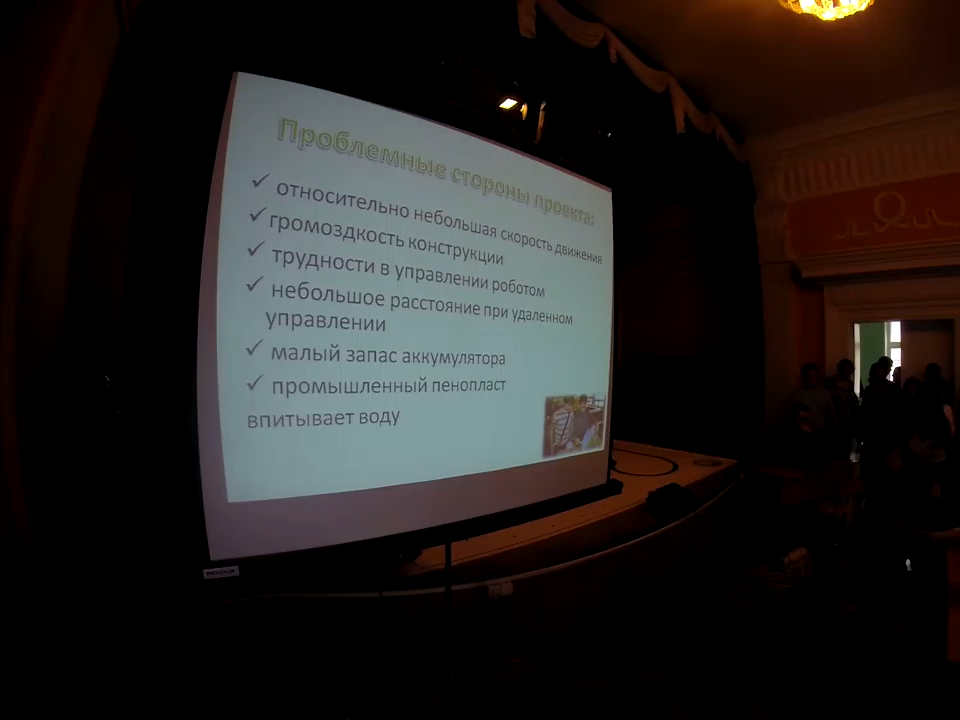 Проблемные стороны проекта:
✓ относительно небольшая скорость движения
✓ громоздкость конструкции
✓ трудности в управлении роботом
✓ небольшое расстояние при удаленном
управлении
✓ малый запас аккумулятора
✓ промышленный пенопласт
впитывает воду